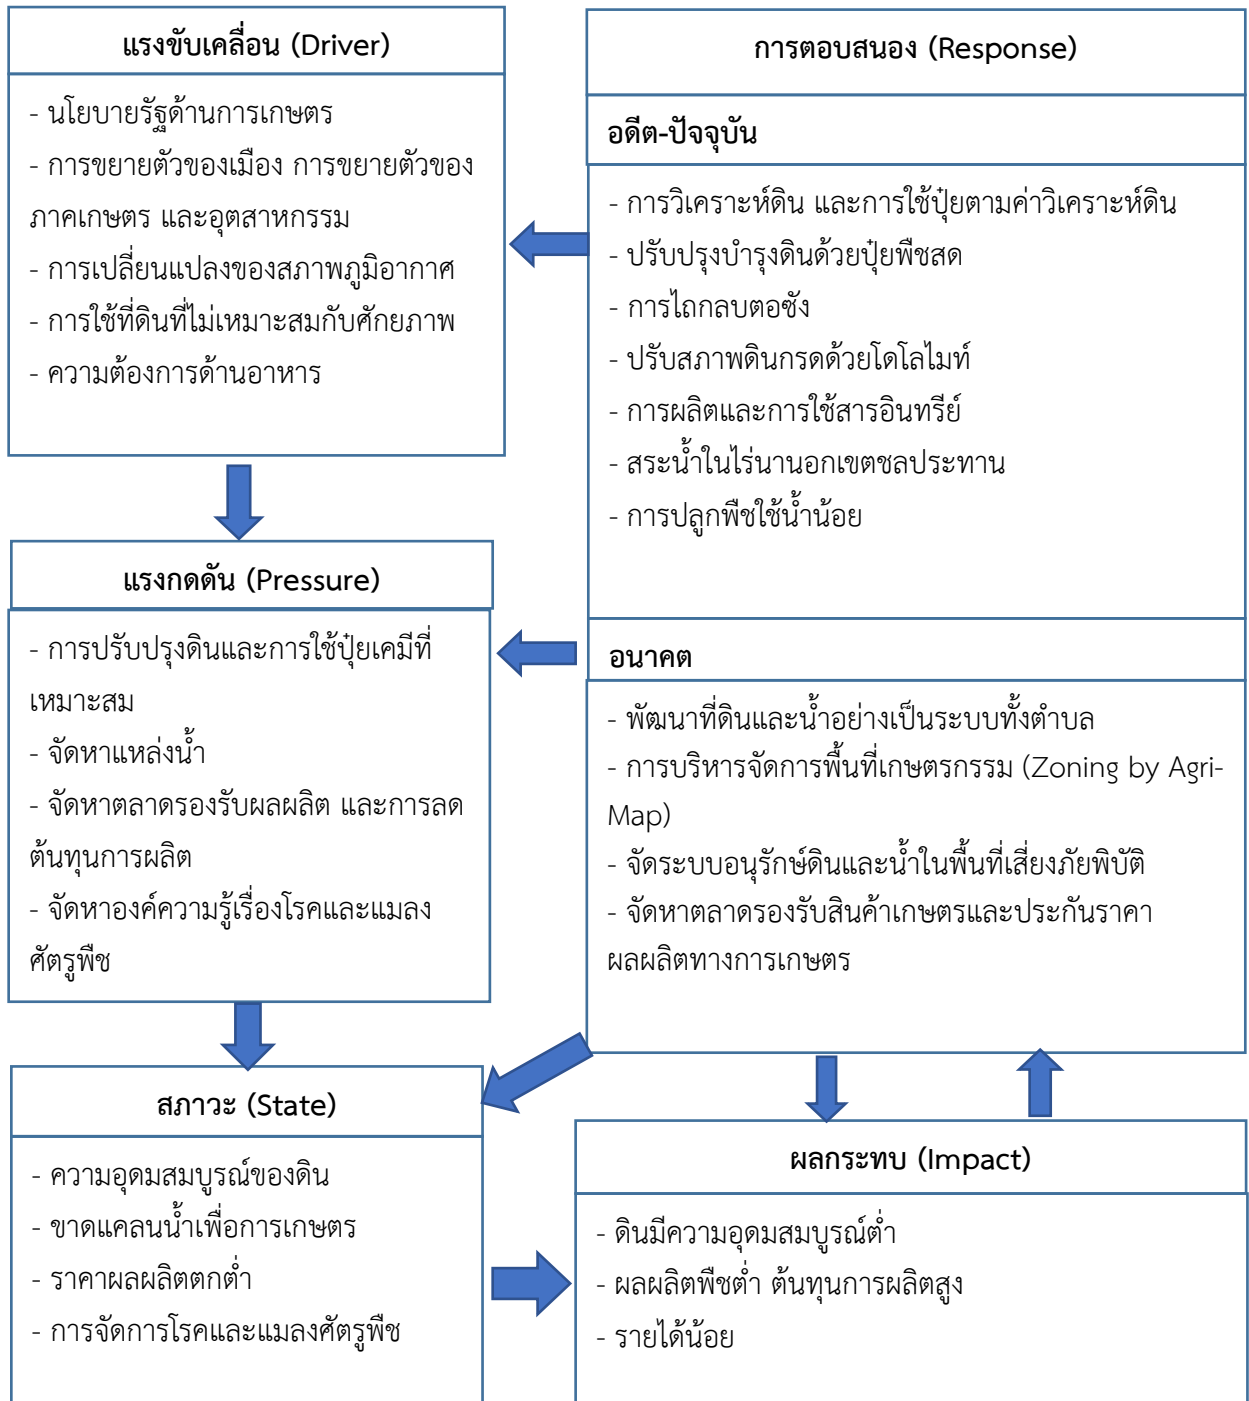 แรงขับเคลื่อน (Driver)
- นโยบายรัฐด้านการเกษตร
- การขยายตัวของเมือง การขยายตัวของ
ภาคเกษตร และอุตสาหกรรม
- การเปลี่ยนแปลงของสภาพภูมิอากาศ
- การใช้ที่ดินที่ไม่เหมาะสมกับศักยภาพ
- ความต้องการด้านอาหาร
แรงกดดัน (Pressure)
- การปรับปรุงดินและการใช้ปุ๋ยเคมีที่
เหมาะสม
- จัดหาแหล่งน้ำ
- จัดหาตลาดรองรับผลผลิต และการลด
ต้นทุนการผลิต
- จัดหาองค์ความรู้เรื่องโรคและแมลง
ศัตรูพืช
สภาวะ (State)
- ความอุดมสมบูรณ์ของดิน
- ขาดแคลนน้ำเพื่อการเกษตร
- ราคาผลผลิตตกต่ำ
- การจัดการโรคและแมลงศัตรูพืช
การตอบสนอง (Response)
อดีต-ปัจจุบัน
- การวิเคราะห์ดิน และการใช้ปุ๋ยตามค่าวิเคราะห์ดิน
- ปรับปรุงบำรุงดินด้วยปุ๋ยพืชสด
- การไถกลบตอซัง
- ปรับสภาพดินกรดด้วยโดโลไมท์
- การผลิตและการใช้สารอินทรีย์
- สระน้ำในไร่นานอกเขตชลประทาน
- การปลูกพืชใช้น้ำน้อย
อนาคต
- พัฒนาที่ดินและน้ำอย่างเป็นระบบทั้งตำบล
- การบริหารจัดการพื้นที่เกษตรกรรม (Zoning by Agri-
Map)
- จัดระบบอนุรักษ์ดินและน้ำในพื้นที่เสี่ยงภัยพิบัติ
- จัดหาตลาดรองรับสินค้าเกษตรและประกันราคา
ผลผลิตทางการเกษตร
ผลกระทบ (Impact)
- ดินมีความอุดมสมบูรณ์ต่ำ
- ผลผลิตพืชต่ำ ต้นทุนการผลิตสูง
- รายได้น้อย